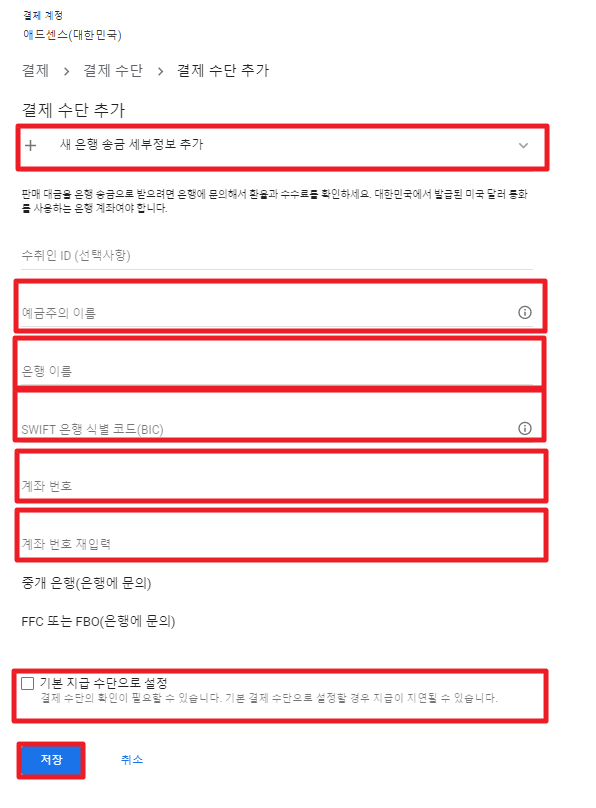 결제 계정
애드센스(대한민국)
결제 > 결제 수단 > 결제 수단 추가
결제 수단 추가
+ 새 은행 송금 세부정보 추가
판매 대금을 은행 송금으로 받으려면 은행에 문의해서 환율과 수수료를 확인하세요. 대한민국에서 발급된 미국 달러 통화
를 사용하는 은행 계좌여야 합니다.
수취인 ID (선택사항)
예금주의 이름
은행 이름
SWIFT 은행 식별 코드(BIC)
계좌 번호
계좌 번호 재입력
중개 은행(은행에 문의)
FFC 또는 FBO(은행에 문의)
기본 지급 수단으로 설정
결제 수단의 확인이 필요할 수 있습니다. 기본 결제 수단으로 설정할 경우 지급이 지연될 수 있습니다.
저장 취소